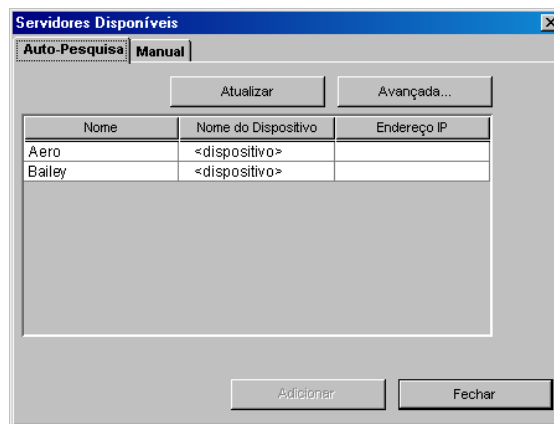 Servidores Disponíveis
Auto-Pesquisa Manual
Atualizar Avançada...
Nome Nome do Dispositivo Endereço IP
Aero <dispositivo>
Bailey <dispositivo>
Adicionar Fechar